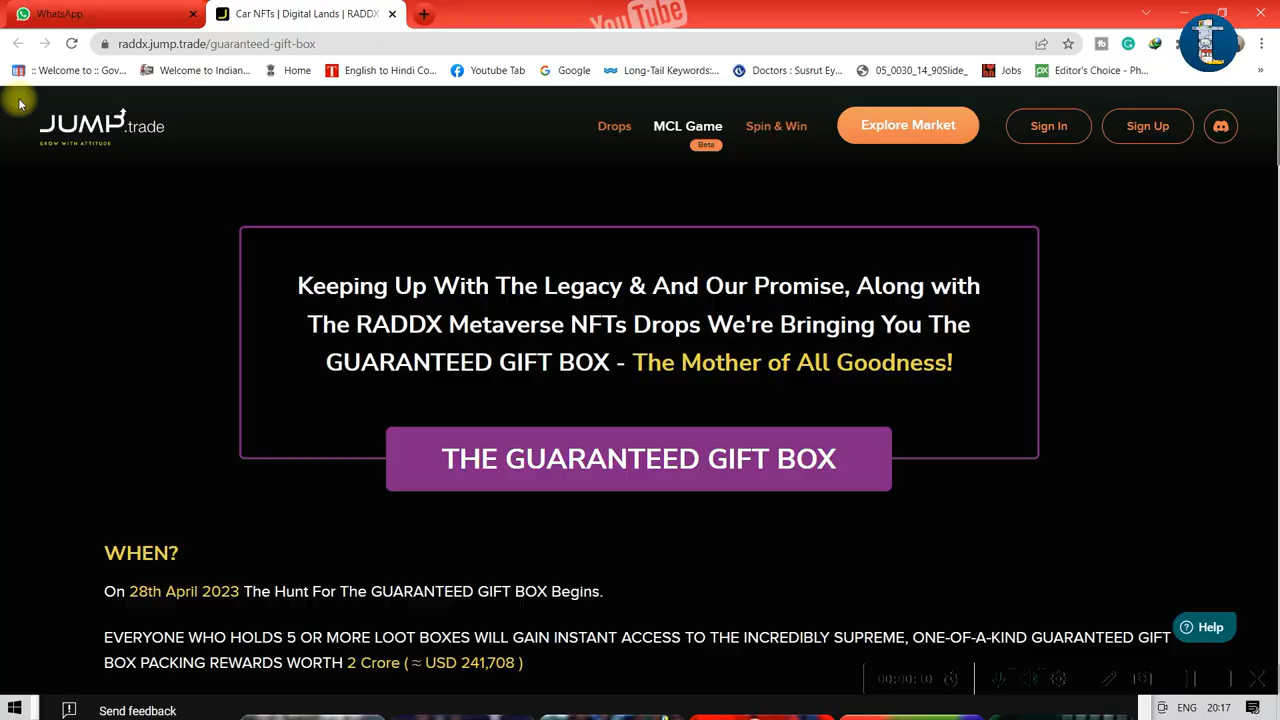 YouTube
WhatsApp
Car NFTs | Digital Lands | RADDX
raddx.jump.trade/guaranteed-gift-box
:: Welcome to :: Gov...
Welcome to Indian...
Home
English to Hindi Co...
Youtube Tag
Google
Long-Tail Keywords:...
Doctors : Susrut Ey...
05_0030_14_90Slide_
Jobs
Editor's Choice - Ph...
JUMP.trade
GROW WITH ATTITUDE
Drops
MCL Game
Beta
Spin & Win
Explore Market
Sign In
Sign Up
Keeping Up With The Legacy & And Our Promise, Along with
The RADDX Metaverse NFTs Drops We're Bringing You The
GUARANTEED GIFT BOX - The Mother of All Goodness!
THE GUARANTEED GIFT BOX
WHEN?
On 28th April 2023 The Hunt For The GUARANTEED GIFT BOX Begins.
EVERYONE WHO HOLDS 5 OR MORE LOOT BOXES WILL GAIN INSTANT ACCESS TO THE INCREDIBLY SUPREME, ONE-OF-A-KIND GUARANTEED GIFT
BOX PACKING REWARDS WORTH 2 Crore ( ≈ USD 241,708 )
Help
Send feedback
ENG
20:17